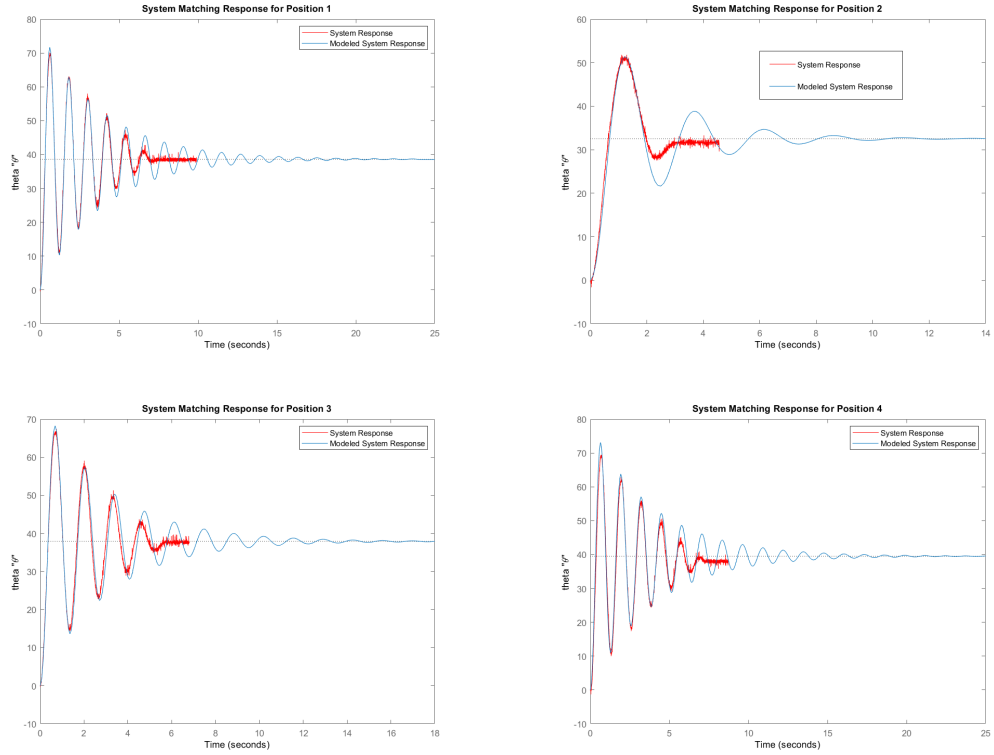 System Matching Response for Position 1
80
70
60
50
40
30
20
10
0
-10
theta "θ"
0 5 10 15 20 25
Time (seconds)
System Response
Modeled System Response
System Matching Response for Position 2
60
50
40
30
20
10
0
-10
theta "θ"
0 2 4 6 8 10 12 14
Time (seconds)
System Response
Modeled System Response
System Matching Response for Position 3
70
60
50
40
30
20
10
0
-10
theta "θ"
0 2 4 6 8 10 12 14 16 18
Time (seconds)
System Response
Modeled System Response
System Matching Response for Position 4
80
70
60
50
40
30
20
10
0
-10
theta "θ"
0 5 10 15 20 25
Time (seconds)
System Response
Modeled System Response